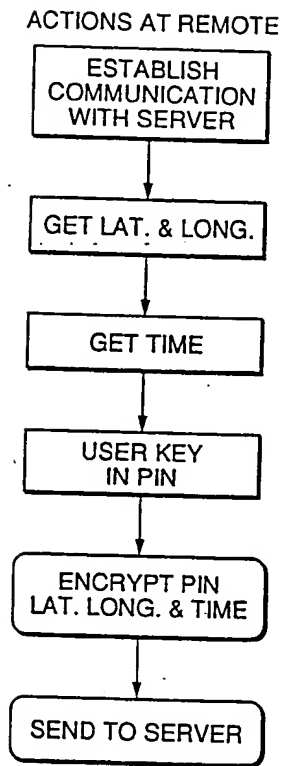 ACTIONS AT REMOTE
ESTABLISH
COMMUNICATION
WITH SERVER
GET LAT. & LONG.
GET TIME
USER KEY
IN PIN
ENCRYPT PIN
LAT. LONG. & TIME
SEND TO SERVER